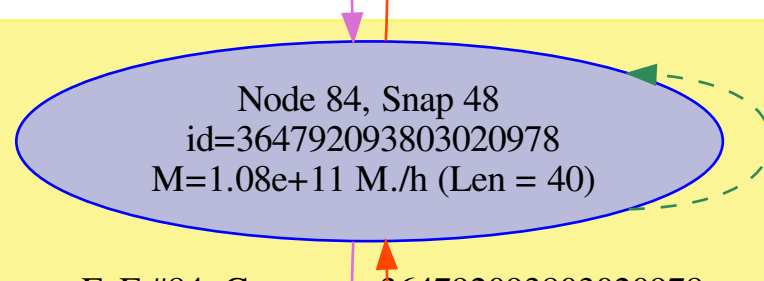 Node 84, Snap 48
id=364792093803020978
M=1.08e+11 M./h (Len = 40)